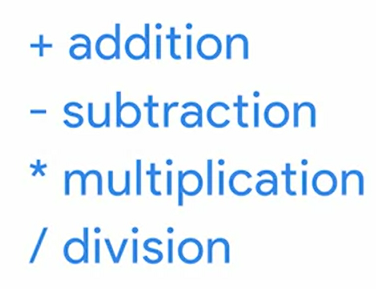 + addition
- subtraction
* multiplication
/ division